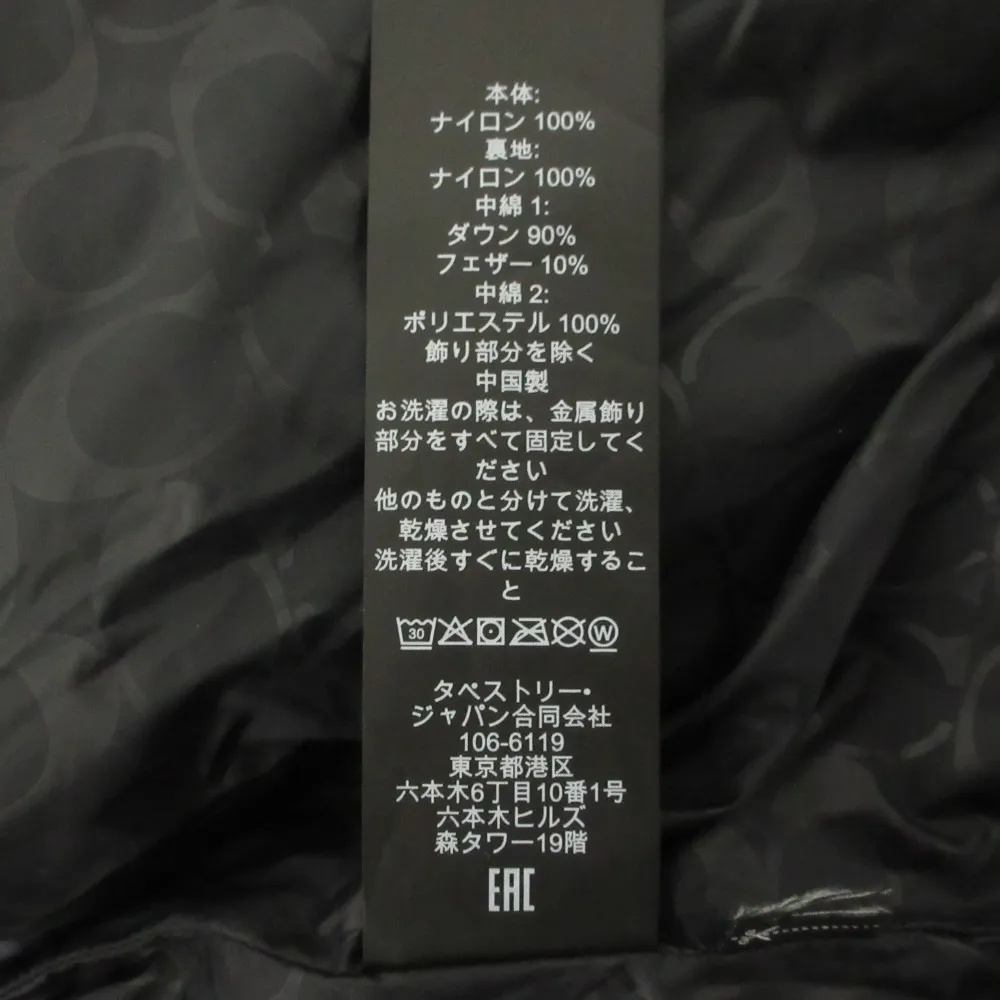 本体:
ナイロン 100%
裏地:
ナイロン 100%
中綿 1:
ダウン 90%
フェザー 10%
中綿 2:
ポリエステル 100%
飾り部分を除く
中国製
お洗濯の際は、金属飾り
部分をすべて固定してく
ださい
他のものと分けて洗濯、
乾燥させてください
洗濯後すぐに乾燥するこ
と
30 W
タペストリー・
ジャパン合同会社
106-6119
東京都港区
六本木6丁目10番1号
六本木ヒルズ
森タワー19階
EAC